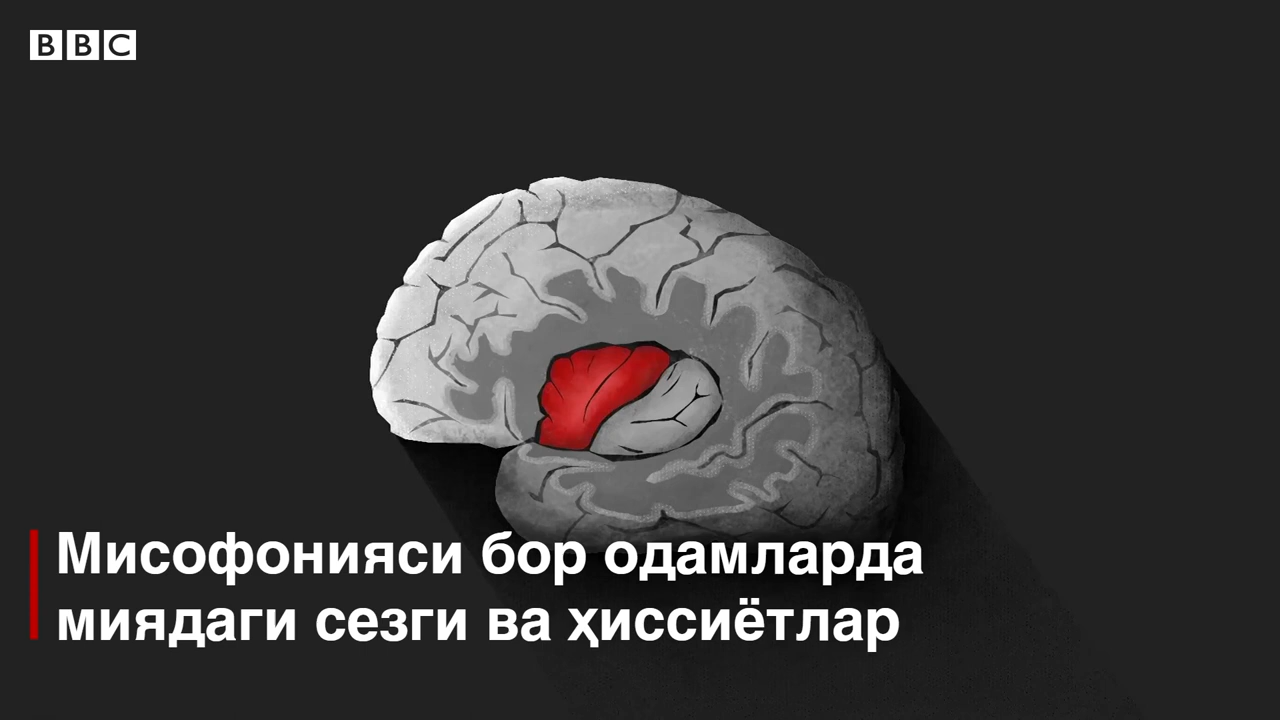 BBC
Мисофонияси бор одамларда
миядаги сезги ва ҳиссиётлар